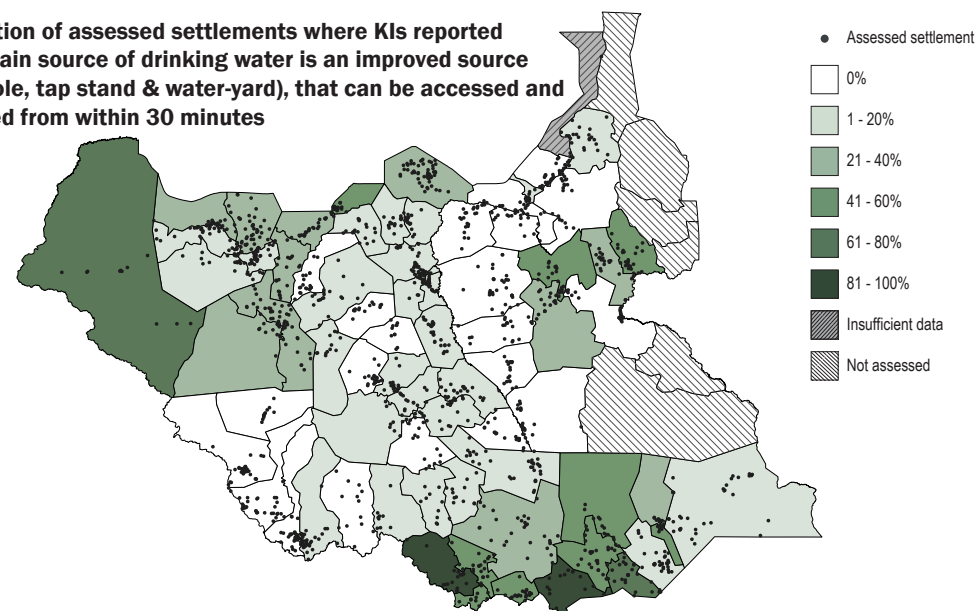 tion of assessed settlements where KIs reported
ain source of drinking water is an improved source
ole, tap stand & water-yard), that can be accessed and
ed from within 30 minutes
Assessed settlement
0%
1 - 20%
21 - 40%
41 - 60%
61 - 80%
81 - 100%
Insufficient data
Not assessed